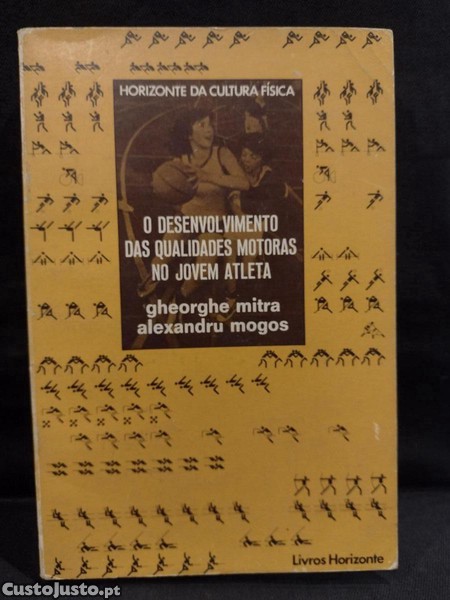 HORIZONTE DA CULTURA FÍSICA
O DESENVOLVIMENTO
DAS QUALIDADES MOTORAS
NO JOVEM ATLETA
gheorghe mitra
alexandru mogos
Livros Horizonte
CustoJusto.pt